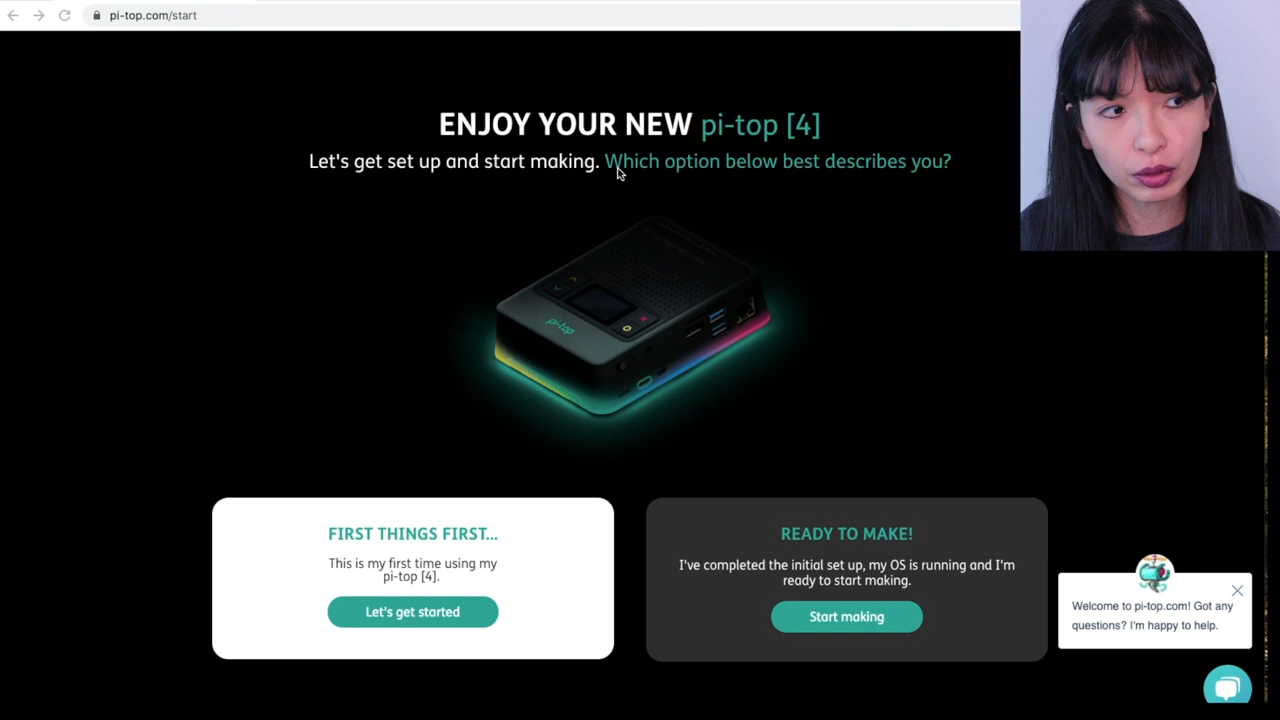 pi-top.com/start
ENJOY YOUR NEW pi-top [4]
Let's get set up and start making. Which option below best describes you?
pi-top
FIRST THINGS FIRST...
This is my first time using my
pi-top [4].
Let's get started
READY TO MAKE!
I've completed the initial set up, my OS is running and I'm
ready to start making.
Start making
Welcome to pi-top.com! Got any
questions? I'm happy to help.